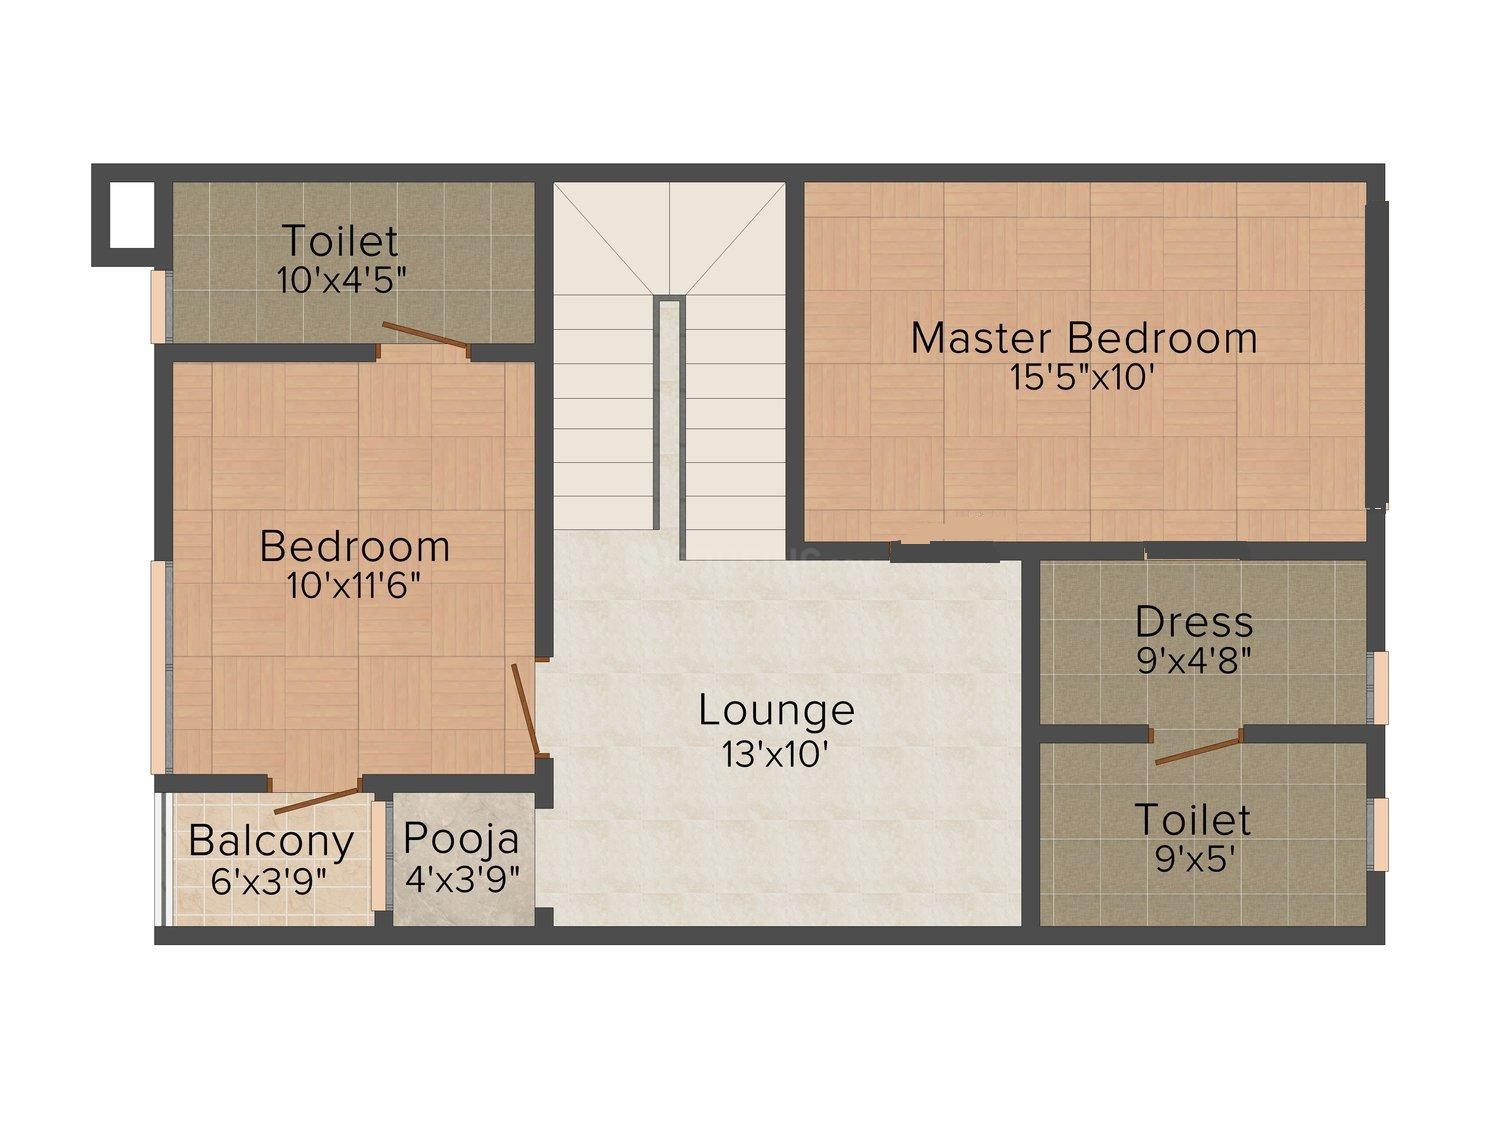 Toilet
10'x4'5"
Master Bedroom
15'5"x10'
Bedroom
10'x11'6"
Dress
9'x4'8"
Lounge
13'x10'
Toilet
9'x5'
Balcony
6'x3'9"
Pooja
4'x3'9"